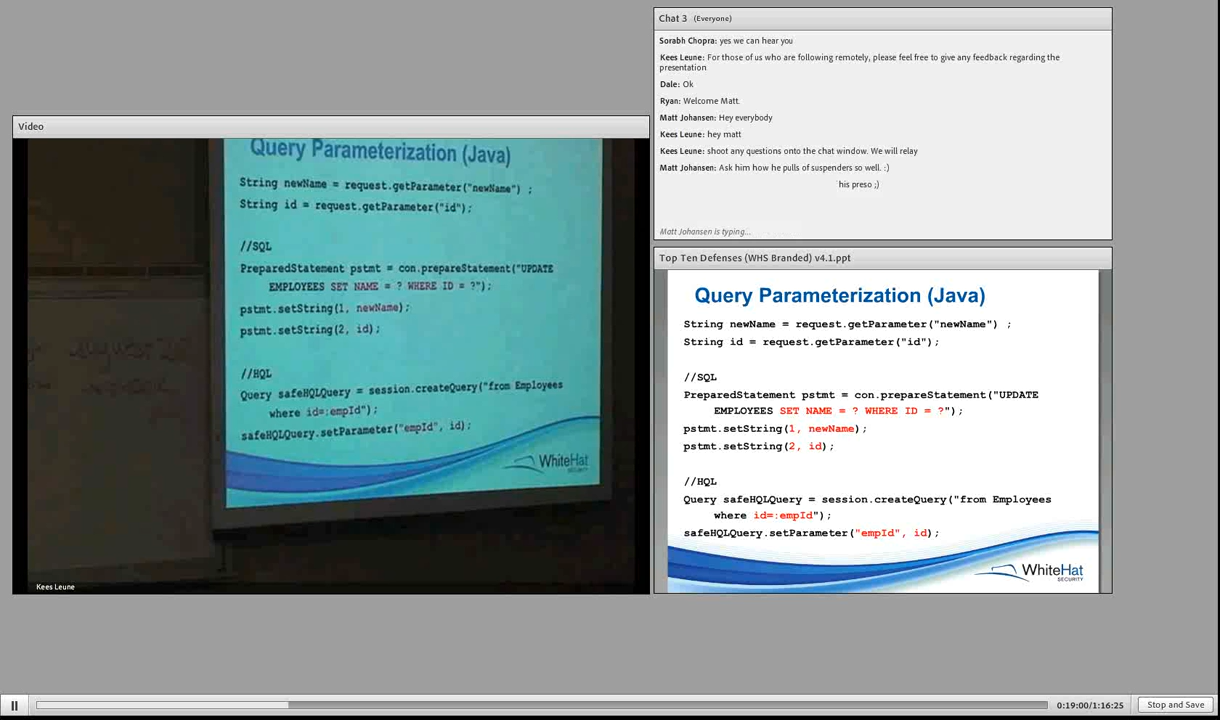 Video
Query Parameterization (Java)
String newName = request.getParameter("newName") ;
String id = request.getParameter("id");
//SQL
PreparedStatement pstmt = con.prepareStatement("UPDATE
EMPLOYEES SET NAME = ? WHERE ID = ?");
pstmt.setString(1, newName);
pstmt.setString(2, id);
//HQL
Query safeHQLQuery = session.createQuery("from Employees
where id=:empId");
safeHQLQuery.setParameter("empId", id);
WhiteHat
SECURITY
Kees Leune
Chat 3 (Everyone)
Sorabh Chopra: yes we can hear you
Kees Leune: For those of us who are following remotely, please feel free to give any feedback regarding the
presentation
Dale: Ok
Ryan: Welcome Matt.
Matt Johansen: Hey everybody
Kees Leune: hey matt
Kees Leune: shoot any questions onto the chat window. We will relay
Matt Johansen: Ask him how he pulls of suspenders so well. :)
his preso ;)
Matt Johansen is typing...
Top Ten Defenses (WHS Branded) v4.1.ppt
Query Parameterization (Java)
String newName = request.getParameter("newName") ;
String id = request.getParameter("id");
//SQL
PreparedStatement pstmt = con.prepareStatement("UPDATE
EMPLOYEES SET NAME = ? WHERE ID = ?");
pstmt.setString(1, newName);
pstmt.setString(2, id);
//HQL
Query safeHQLQuery = session.createQuery("from Employees
where id=:empId");
safeHQLQuery.setParameter("empId", id);
WhiteHat
SECURITY
0:19:00/1:16:25
Stop and Save